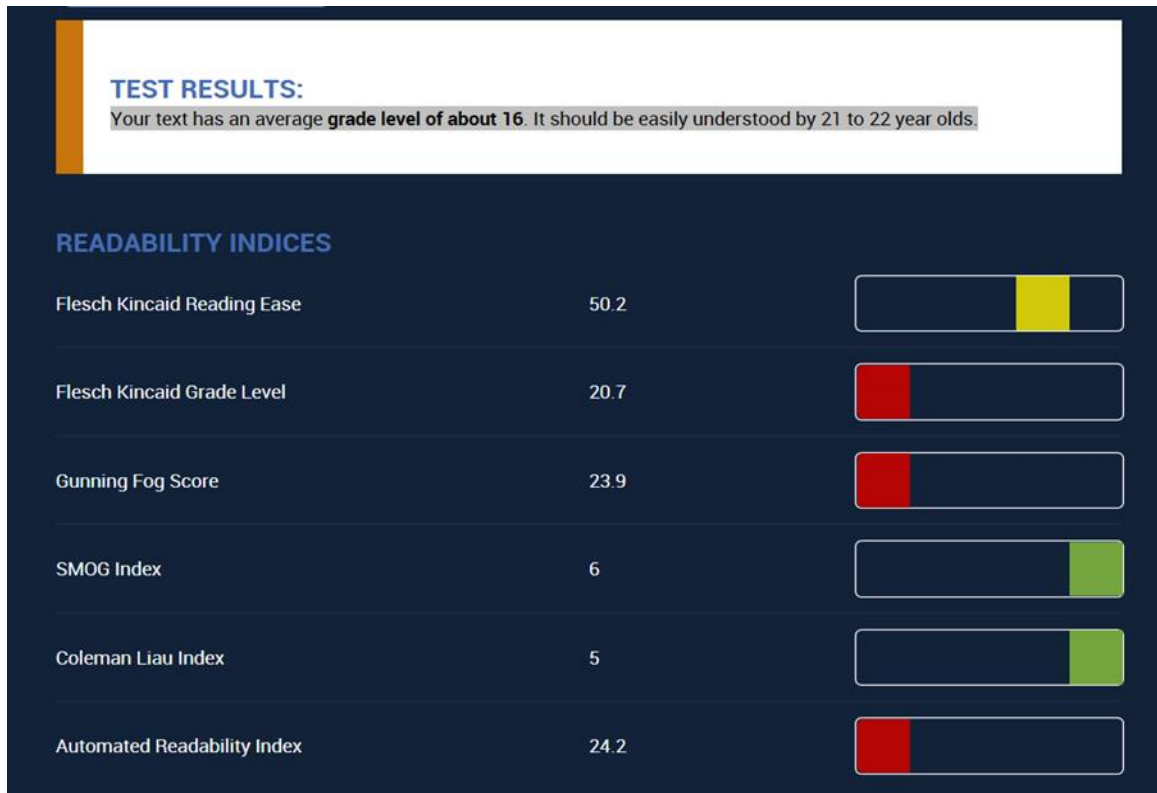 TEST RESULTS:
Your text has an average grade level of about 16. It should be easily understood by 21 to 22 year olds.
READABILITY INDICES
Flesch Kincaid Reading Ease 50.2
Flesch Kincaid Grade Level 20.7
Gunning Fog Score 23.9
SMOG Index 6
Coleman Liau Index 5
Automated Readability Index 24.2